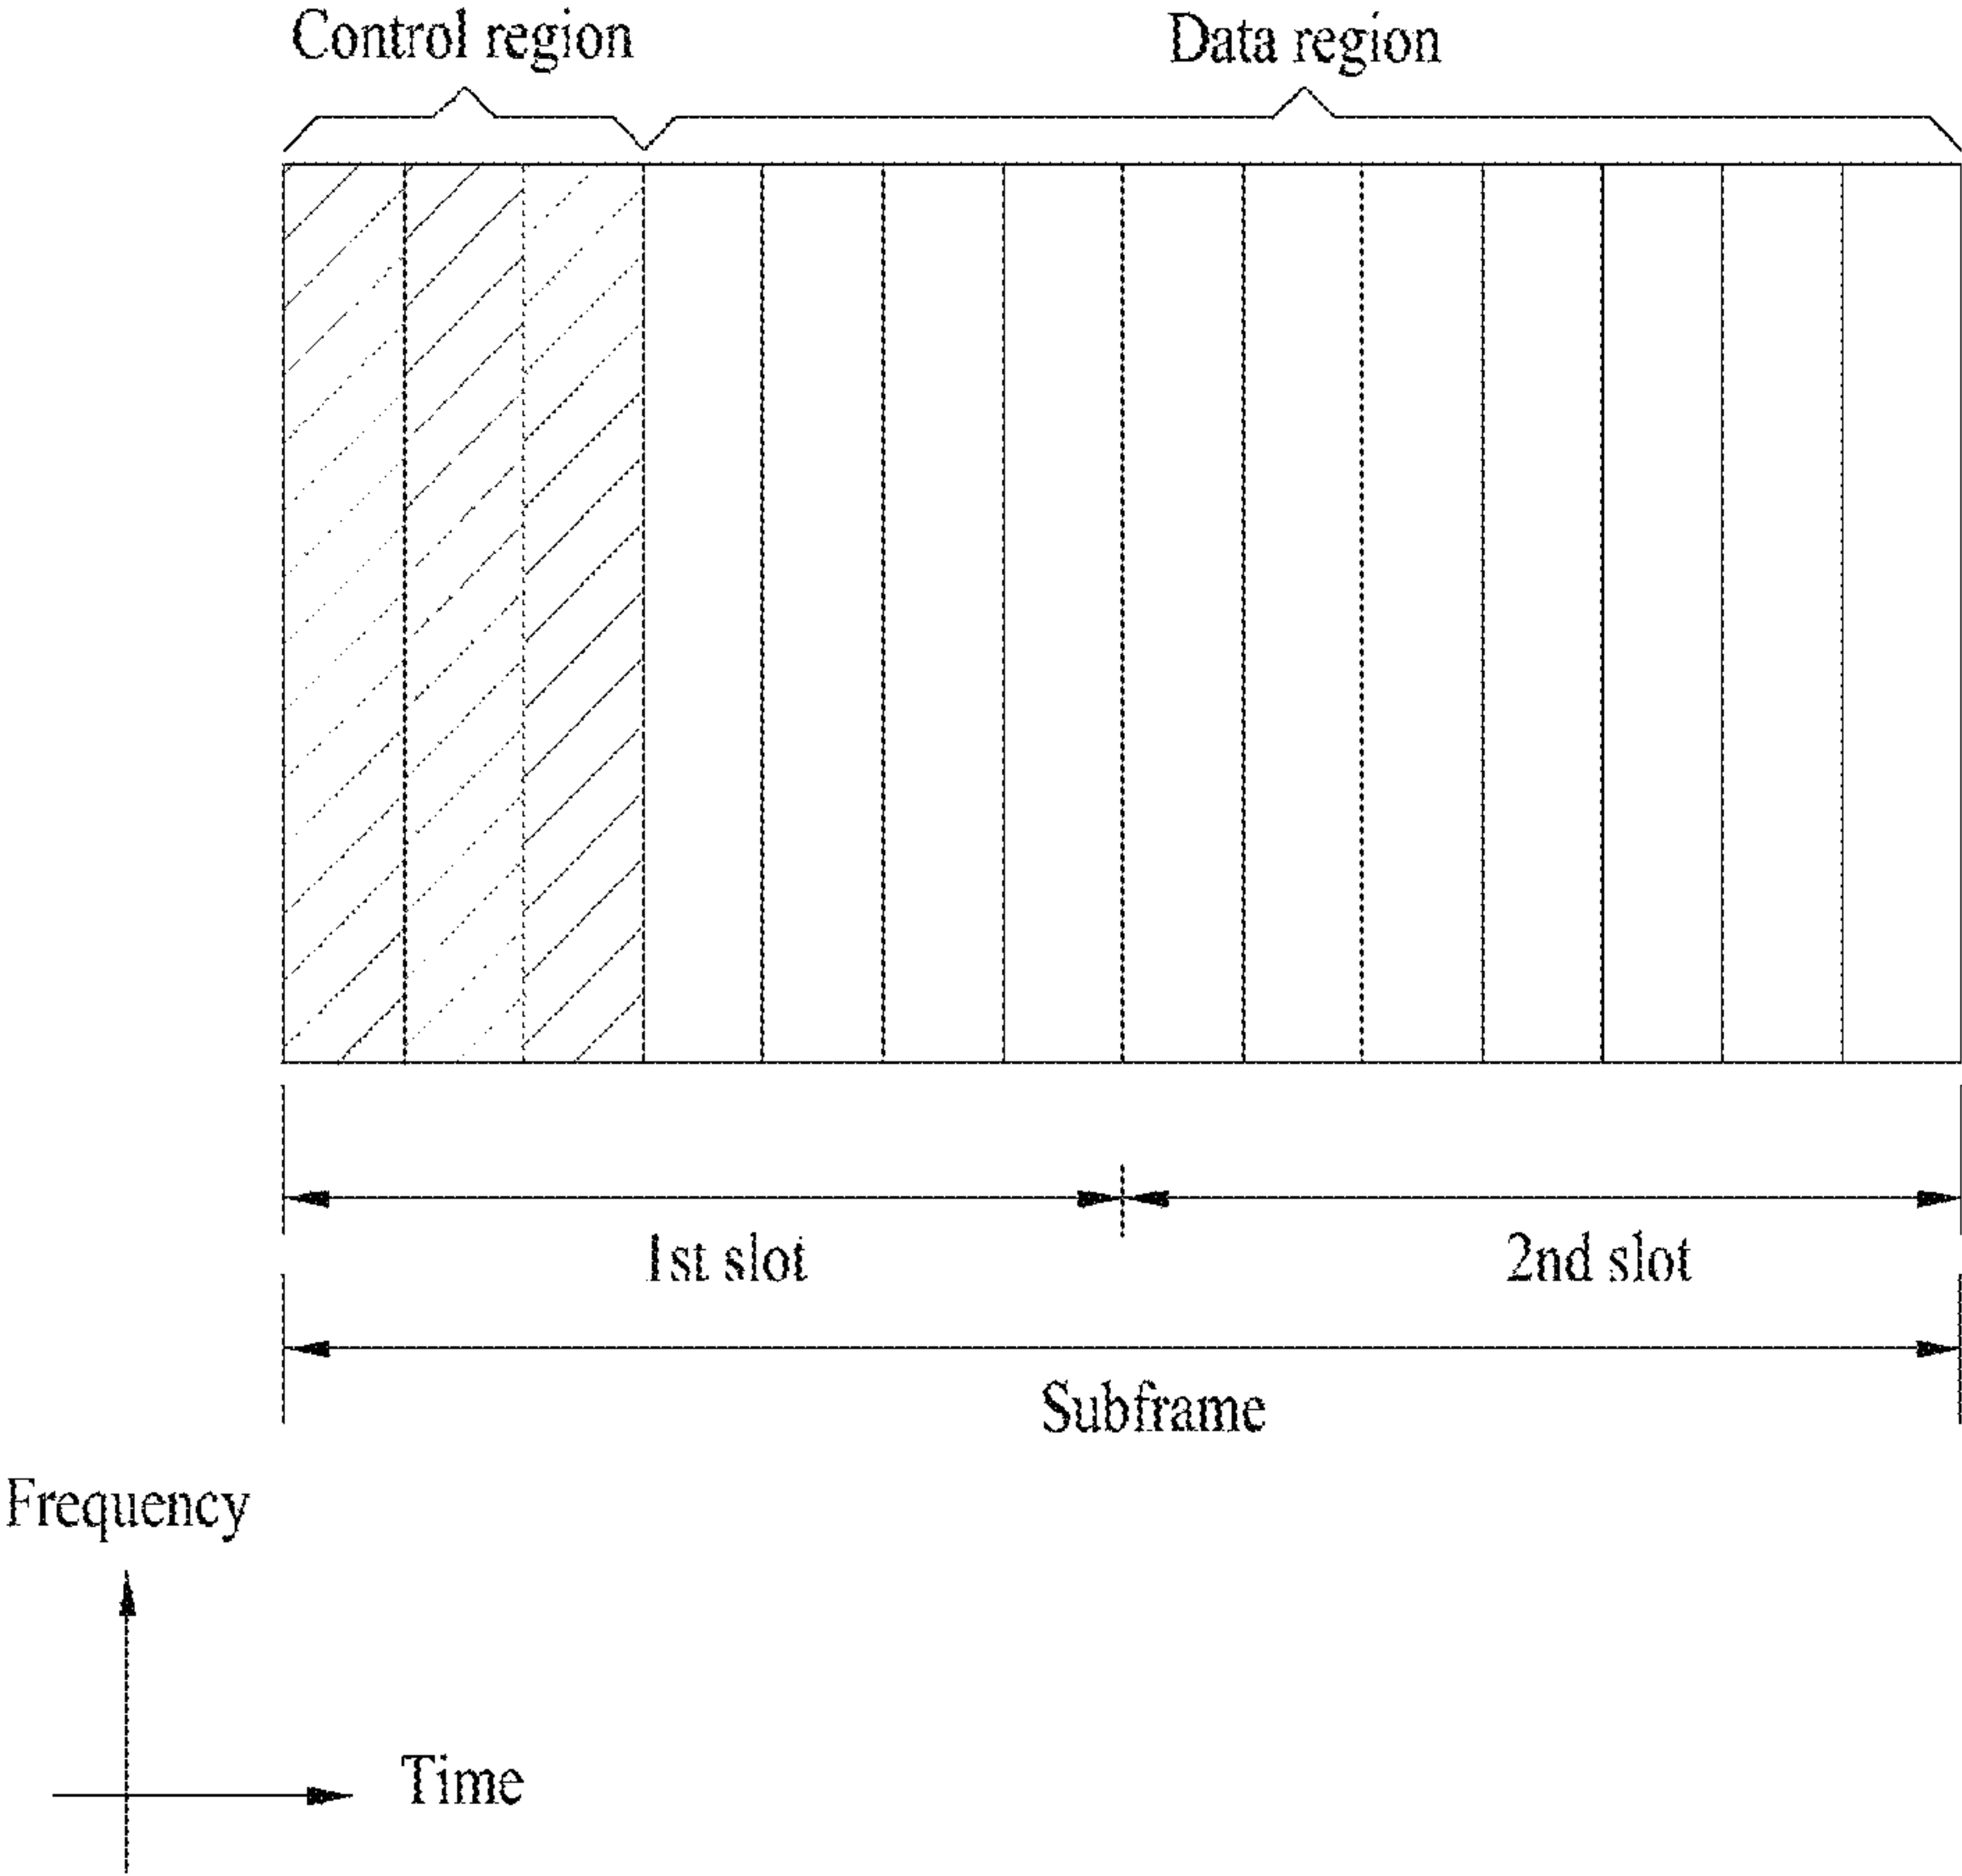 Control region
Data region
1st slot
2nd slot
Subframe
Frequency
Time